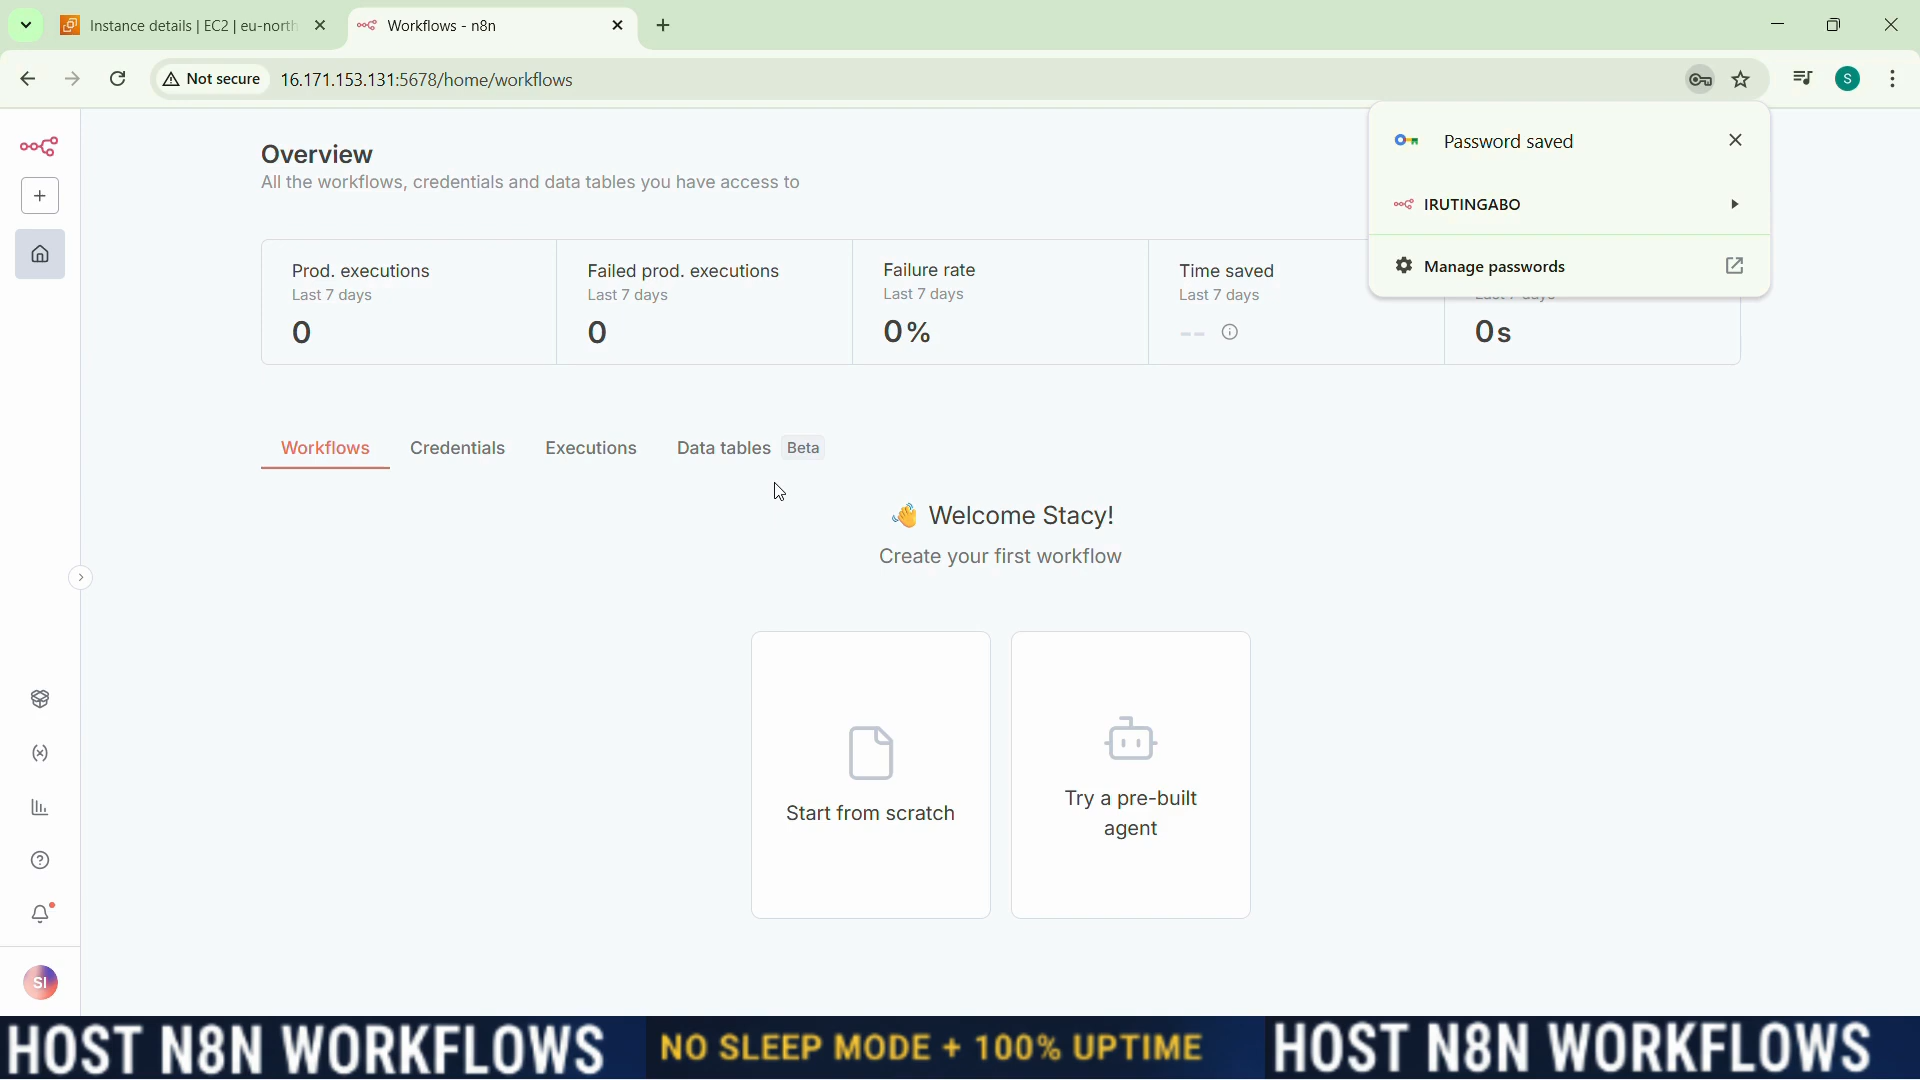 Instance details | EC2 | eu-north
Workflows - n8n
Not secure
16.171.153.131:5678/home/workflows
S
Password saved
IRUTINGABO
Manage passwords
Overview
All the workflows, credentials and data tables you have access to
Prod. executions
Last 7 days
0
Failed prod. executions
Last 7 days
0
Failure rate
Last 7 days
0%
Time saved
Last 7 days
--
Last 7 days
0s
Workflows
Credentials
Executions
Data tables
Beta
👋 Welcome Stacy!
Create your first workflow
Start from scratch
Try a pre-built
agent
SI
HOST N8N WORKFLOWS
NO SLEEP MODE + 100% UPTIME
HOST N8N WORKFLOWS